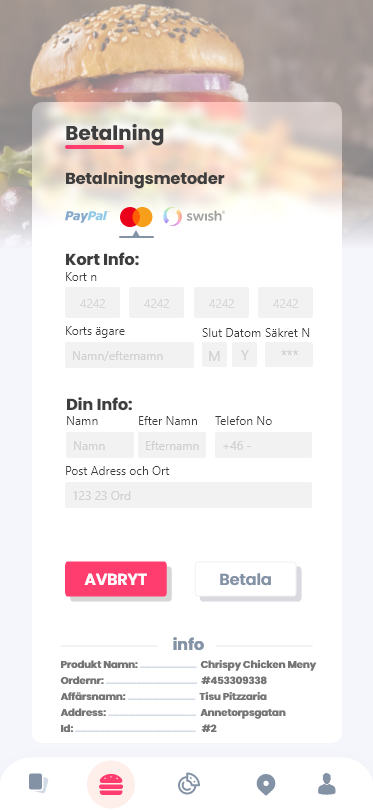 Betalning
Betalningsmetoder
PayPal swish
Kort Info:
Kort n
4242 4242 4242 4242
Korts ägare Slut Datom Säkret N
Namn/efternamn M Y ***
Din Info:
Namn Efter Namn Telefon No
Namn Efternamn +46 -
Post Adress och Ort
123 23 Ord
AVBRYT Betala
info
Produkt Namn: Chrispy Chicken Meny
Ordernr: #453309338
Affärsnamn: Tisu Pitzzaria
Address: Annetorpsgatan
Id: #2